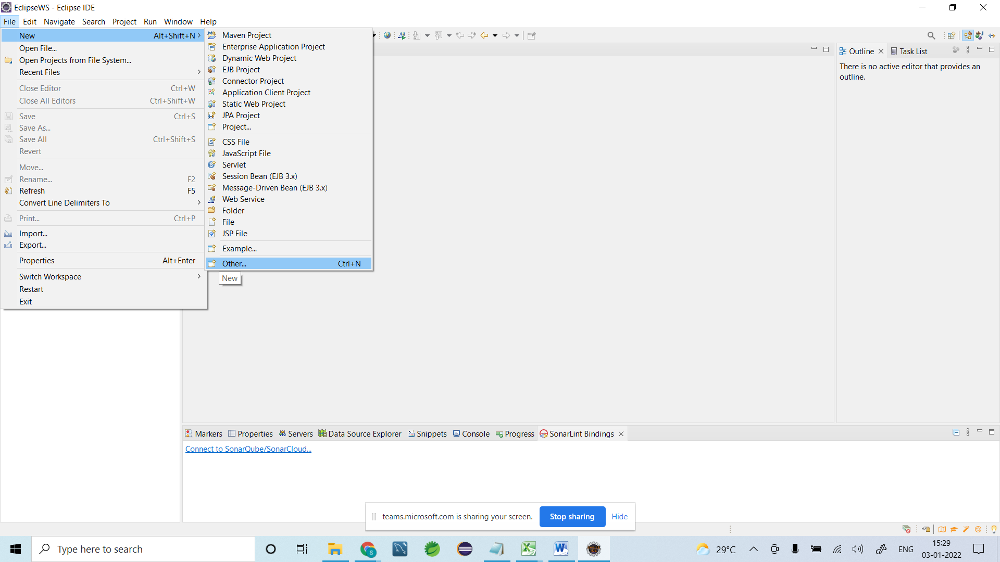 EclipseWS - Eclipse IDE
File Edit Navigate Search Project Run Window Help
New Alt+Shift+N
Open File...
Open Projects from File System...
Recent Files
Close Editor Ctrl+W
Close All Editors Ctrl+Shift+W
Save Ctrl+S
Save As...
Save All Ctrl+Shift+S
Revert
Move...
Rename... F2
Refresh F5
Convert Line Delimiters To
Print... Ctrl+P
Import...
Export...
Properties Alt+Enter
Switch Workspace
Restart
Exit
Maven Project
Enterprise Application Project
Dynamic Web Project
EJB Project
Connector Project
Application Client Project
Static Web Project
JPA Project
Project...
CSS File
JavaScript File
Servlet
Session Bean (EJB 3.x)
Message-Driven Bean (EJB 3.x)
Web Service
Folder
File
JSP File
Example...
Other... Ctrl+N
New
Outline Task List
There is no active editor that provides an
outline.
Markers Properties Servers Data Source Explorer Snippets Console Progress SonarLint Bindings
Connect to SonarQube/SonarCloud...
teams.microsoft.com is sharing your screen. Stop sharing Hide
Type here to search
29°C ENG
15:29
03-01-2022